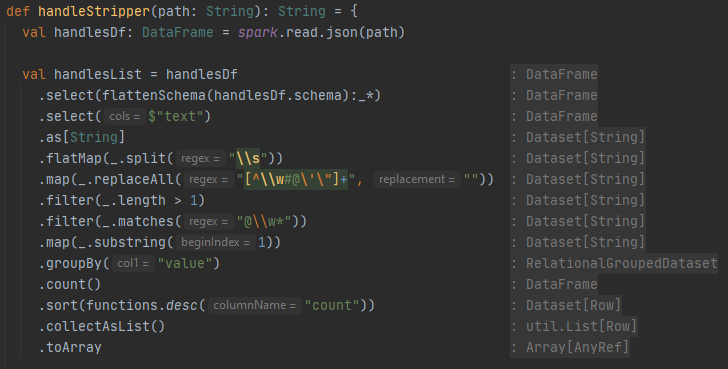 def handleStripper(path: String): String = {
  val handlesDf: DataFrame = spark.read.json(path)
  val handlesList = handlesDf : DataFrame
    .select(flattenSchema(handlesDf.schema):_*) : DataFrame
    .select( cols = $"text") : DataFrame
    .as[String] : Dataset[String]
    .flatMap(_.split( regex = "\\s")) : Dataset[String]
    .map(_.replaceAll( regex = "[^\\w#@\'\"]+", replacement = "")) : Dataset[String]
    .filter(_.length > 1) : Dataset[String]
    .filter(_.matches( regex = "@\\w*")) : Dataset[String]
    .map(_.substring( beginIndex = 1)) : Dataset[String]
    .groupBy( col1 = "value") : RelationalGroupedDataset
    .count() : DataFrame
    .sort(functions.desc( columnName = "count")) : Dataset[Row]
    .collectAsList() : util.List[Row]
    .toArray : Array[AnyRef]